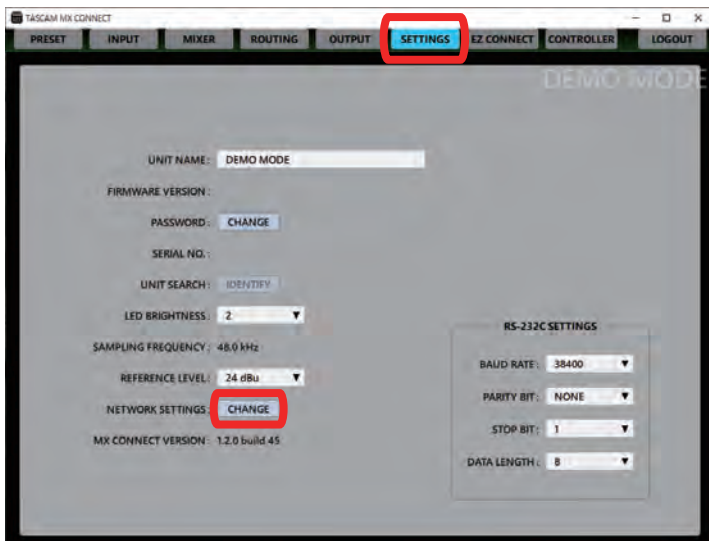 TASCAM MX CONNECT
PRESET INPUT MIXER ROUTING OUTPUT SETTINGS EZ CONNECT CONTROLLER LOGOUT
DEMO MODE
UNIT NAME: DEMO MODE
FIRMWARE VERSION:
PASSWORD: CHANGE
SERIAL NO.:
UNIT SEARCH: IDENTIFY
LED BRIGHTNESS: 2
SAMPLING FREQUENCY: 48.0 kHz
REFERENCE LEVEL: 24 dBu
NETWORK SETTINGS: CHANGE
MX CONNECT VERSION: 1.2.0 build 45
RS-232C SETTINGS
BAUD RATE: 38400
PARITY BIT: NONE
STOP BIT: 1
DATA LENGTH: 8